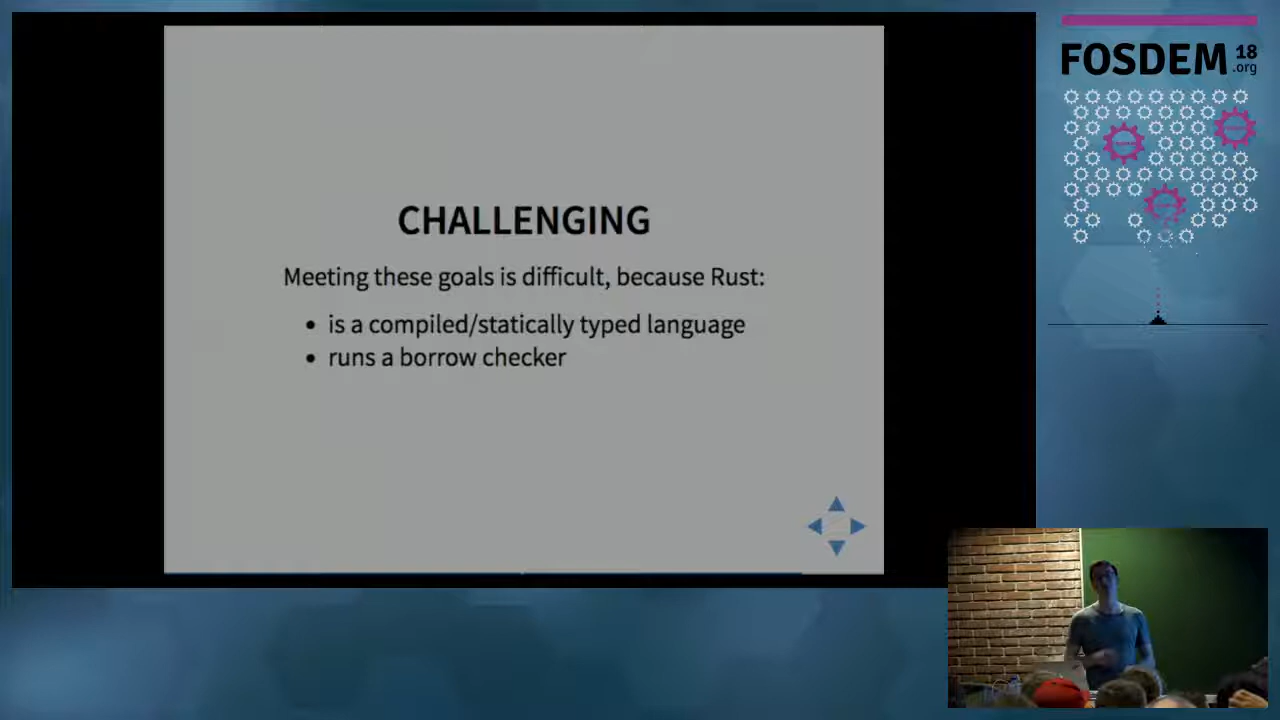 CHALLENGING
Meeting these goals is difficult, because Rust:
• is a compiled/statically typed language
• runs a borrow checker
FOSDEM 18
.org